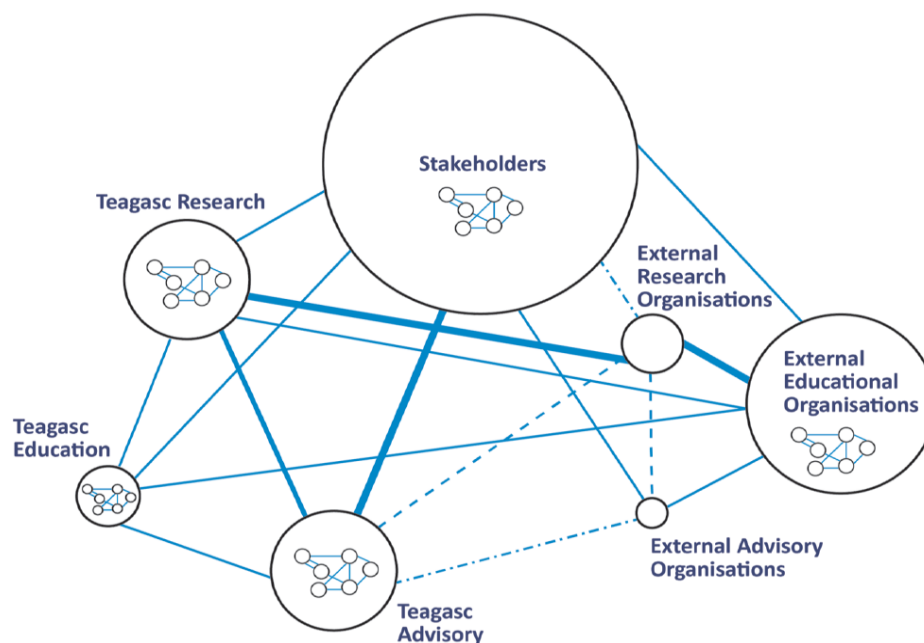 Stakeholders
Teagasc Research
External
Research
Organisations
External
Educational
Organisations
Teagasc
Education
External Advisory
Organisations
Teagasc
Advisory